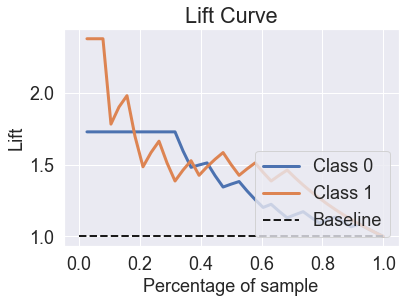 Lift Curve
Lift
2.0
1.5
1.0
Class 0
Class 1
Baseline
0.0 0.2 0.4 0.6 0.8 1.0
Percentage of sample